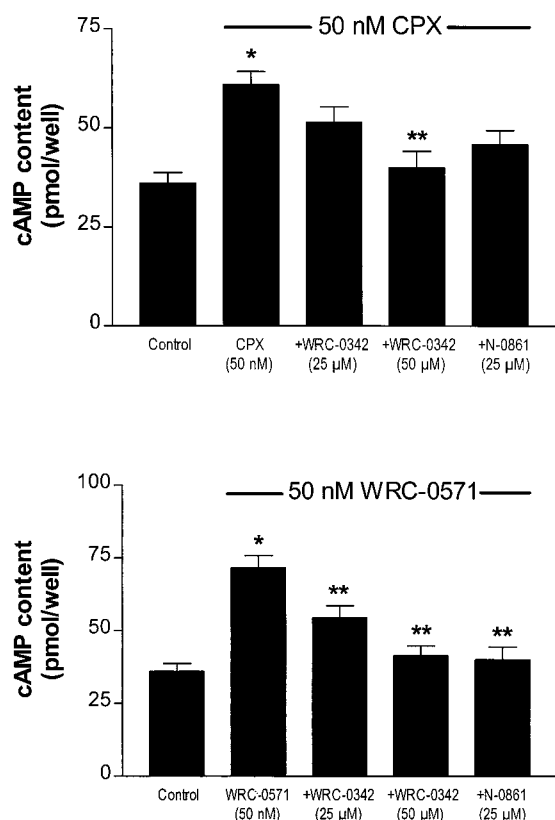 50 nM CPX
75
50
25
0
cAMP content
(pmol/well)
*
**
Control
CPX
(50 nM)
+WRC-0342
(25 µM)
+WRC-0342
(50 µM)
+N-0861
(25 µM)
50 nM WRC-0571
100
75
50
25
0
cAMP content
(pmol/well)
*
**
**
**
Control
WRC-0571
(50 nM)
+WRC-0342
(25 µM)
+WRC-0342
(50 µM)
+N-0861
(25 µM)